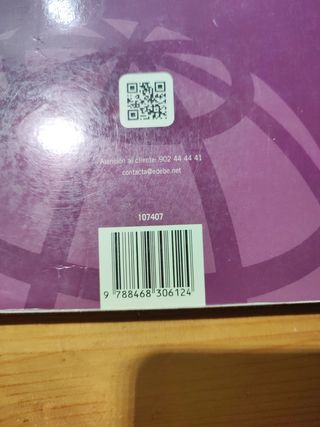 Atención al cliente: 902 44 44 41
contacta@edebe.net
107407
9 788468 306124